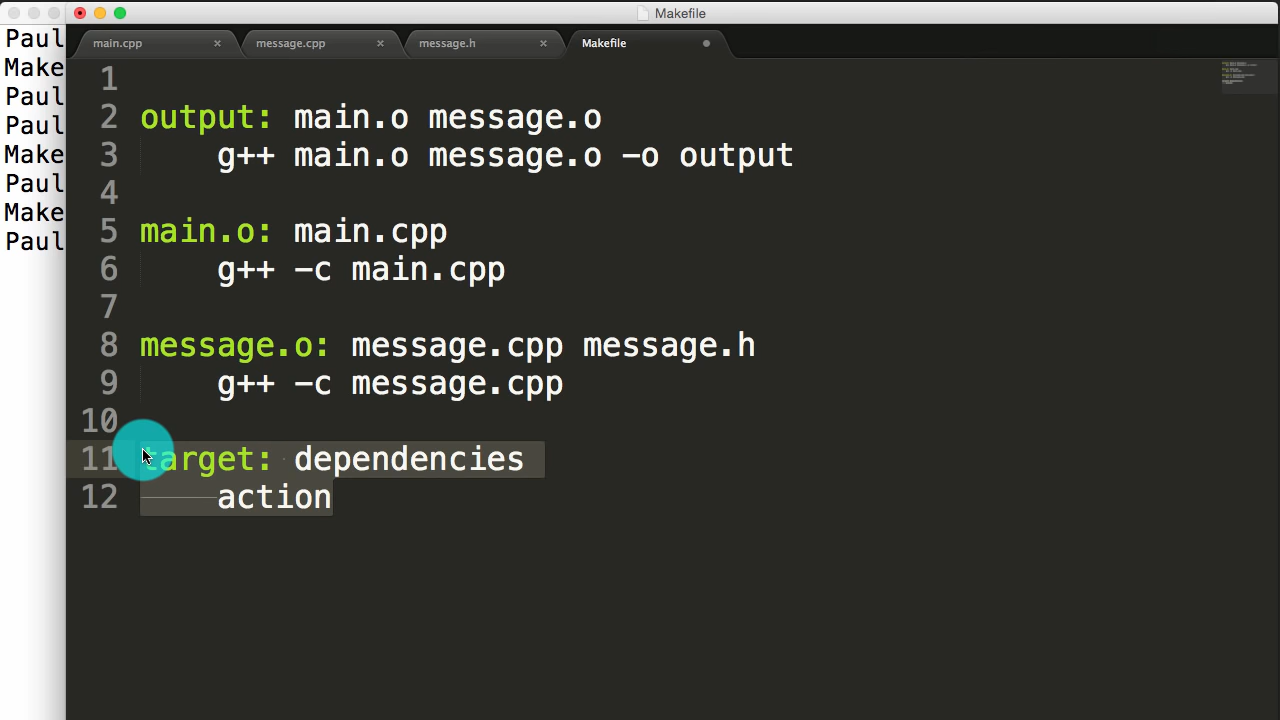 Makefile
main.cpp × message.cpp × message.h × Makefile
Paul
Make
Paul
Paul
Make
Paul
Make
Paul
1
2 output: main.o message.o
3 g++ main.o message.o -o output
4
5 main.o: main.cpp
6 g++ -c main.cpp
7
8 message.o: message.cpp message.h
9 g++ -c message.cpp
10
11 target: dependencies
12 action